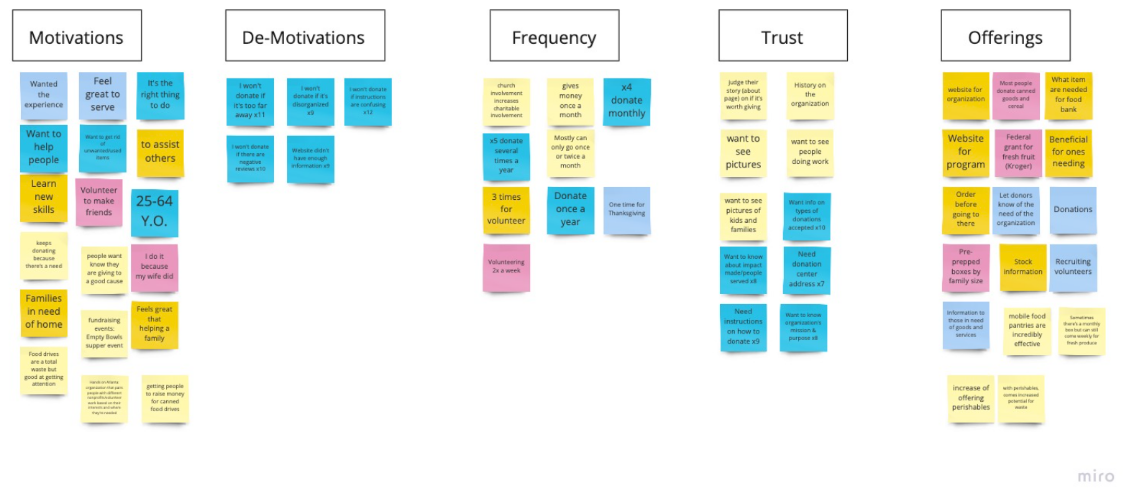 Motivations
De-Motivations
Frequency
Trust
Offerings
Wanted
the
experience
Feel
great to
serve
It's the
right thing
to do
Want to
help
people
Want to get rid of
unwanted/used
items
to assist
others
Learn
new
skills
Volunteer
to make
friends
25-64
Y.O.
keeps
donating
because
there's a need
people want
know they
are giving to
a good cause
I do it
because
my wife did
Families
in need
of home
fundraising
events:
Empty Bowls
supper event
Feels great
that
helping a
family
Food drives
are a total
waste but
good at getting
attention
getting people
to raise money
for canned
food drives
I won't
donate if
it's too far
away x11
I won't
donate if it's
disorganized
x9
I won't donate
if instructions
are confusing
x12
I won't donate
if there are
negative
reviews x10
Website didn't
have enough
information x9
church
involvement
increases
charitable
involvement
gives
money
once a
month
x4
donate
monthly
x5 donate
several
times a
year
Mostly can
only go once
or twice a
month
3 times
for
volunteer
Donate
once a
year
One time for
Thanksgiving
Volunteering
2x a week
judge their
story (about
page) on if it's
worth giving
History on
the
organization
want to
see
pictures
want to see
people
doing work
want to see
pictures of
kids and
families
Want info on
types of
donations
accepted x10
Want to know
about impact
made/people
served x8
Need
donation
center
address x7
Need
instructions
on how to
donate x9
Want to know
organization's
mission &
purpose x8
website for
organization
Most people
donate canned
goods and
cereal
What item
are needed
for food
bank
Website
for
program
Federal
grant for
fresh fruit
(Kroger)
Beneficial
for ones
needing
Order
before
going to
there
Let donors
know of the
need of the
organization
Donations
Pre-
prepped
boxes by
family size
Stock
information
Recruiting
volunteers
Information to
those in need
of goods and
services
mobile food
pantries are
incredibly
effective
Sometimes
there's a monthly
box but can still
come weekly for
fresh produce
increase of
offering
perishables
with perishables,
comes increased
potential for
waste
miro